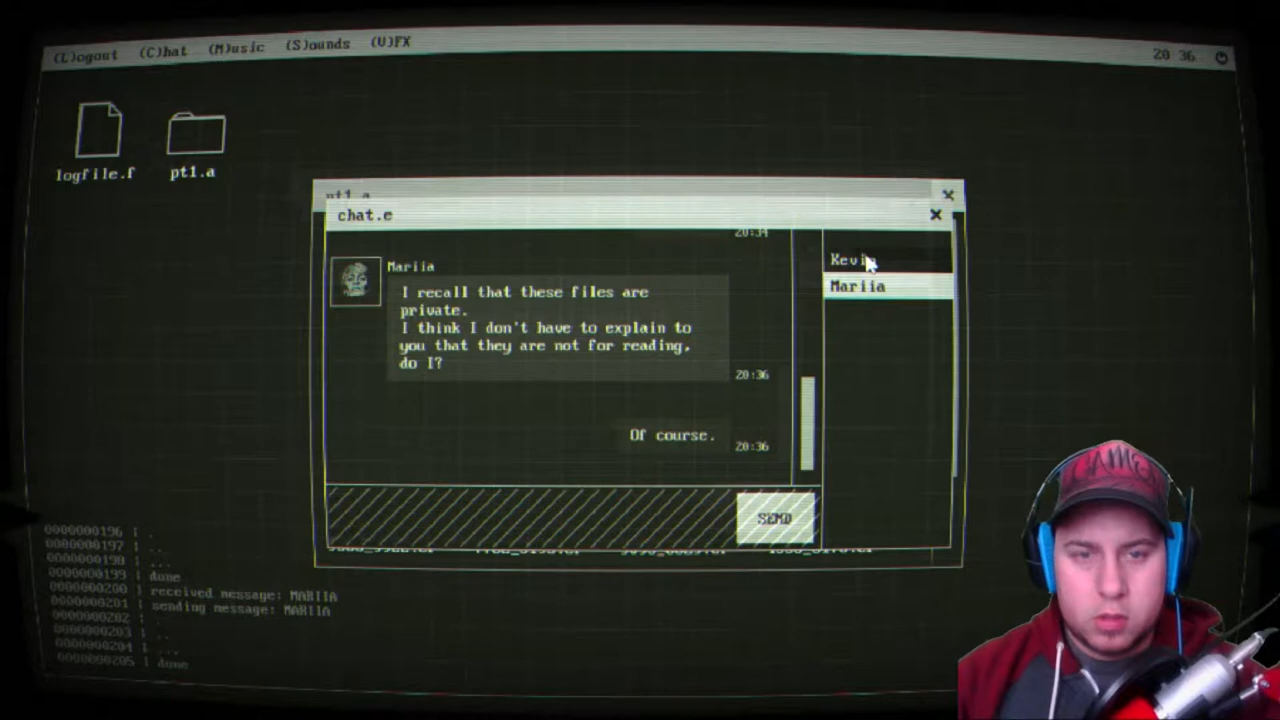 (L)ogout (C)hat (M)usic (S)ounds (V)FX
20 36
logfile.f
pt1.a
pt1.a
chat.e
20:34
Mariia
I recall that these files are
private.
I think I don't have to explain to
you that they are not for reading,
do I?
20:36
Of course.
20:36
SEND
Kevin
Mariia
0000000196 | .
0000000197 | ..
0000000198 | ...
0000000199 | done
0000000200 | received message: MARIIA
0000000201 | sending message: MARIIA
0000000202 | .
0000000203 | ..
0000000204 | ...
0000000205 | done